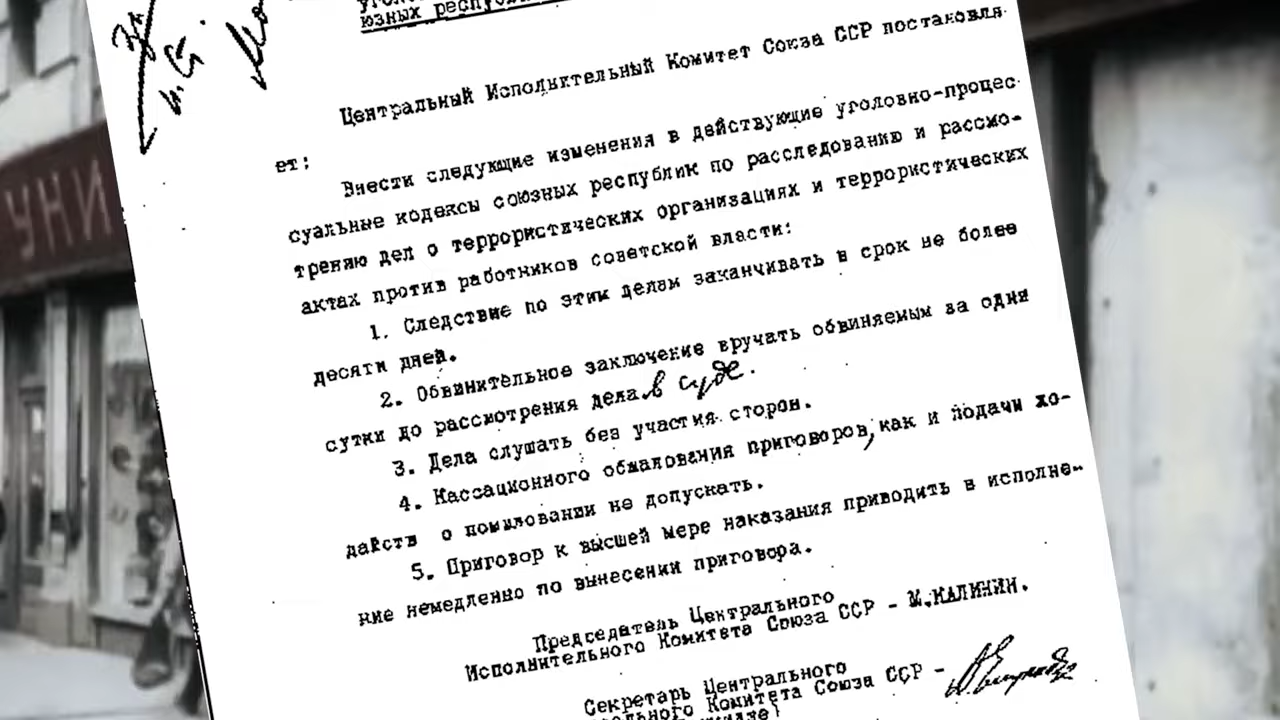 юзных республик
Центральный Исполнительный Комитет Союза ССР постановля-
ет:
Внести следующие изменения в действующие уголовно-процес-
суальные кодексы союзных республик по расследованию и рассмо-
трению дел о террористических организациях и террористических
актах против работников советской власти:
1. Следствие по этим делам заканчивать в срок не более
десяти дней.
2. Обвинительное заключение вручать обвиняемым за одни
сутки до рассмотрения дела в суде.
3. Дела слушать без участия сторон.
4. Кассационного обжалования приговоров, как и подачи хо-
датайств о помиловании не допускать.
5. Приговор к высшей мере наказания приводить в исполне-
ние немедленно по вынесении приговора.
Председатель Центрального
Исполнительного Комитета Союза ССР - М.КАЛИНИН.
Секретарь Центрального
тельного Комитета Союза ССР -
УНИ